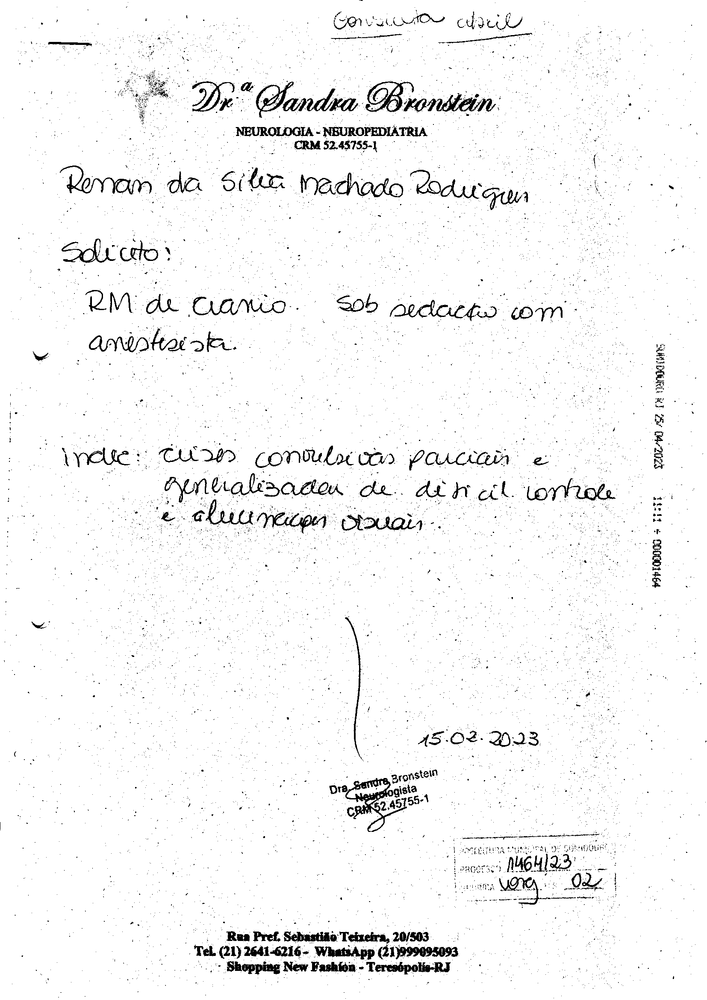 Consulta abril
Dr.ª Sandra Bronstein
NEUROLOGIA - NEUROPEDIATRIA
CRM 52.45755-1
Renan da Silva Machado Rodrigues
Solicito:
RM de Cranio. Sob sedação com
anestesista.
indic: crises convulsivas parciais e
generalizadas de dificil controle
e alucinações visuais.
15.02.2023
Dra. Sandra Bronstein
Neurologista
CRM 52.45755-1
PREFEITURA MUNICIPAL DE SUMIDOURO
PROCESSO 1464/23
RUBRICA 02
Rua Pref. Sebastião Teixeira, 20/503
Tel. (21) 2641-6216 - WhatsApp (21)999095093
Shopping New Fashion - Teresópolis-RJ
SUMIDOURO RJ 25/04/2023 11:11 + 000001464